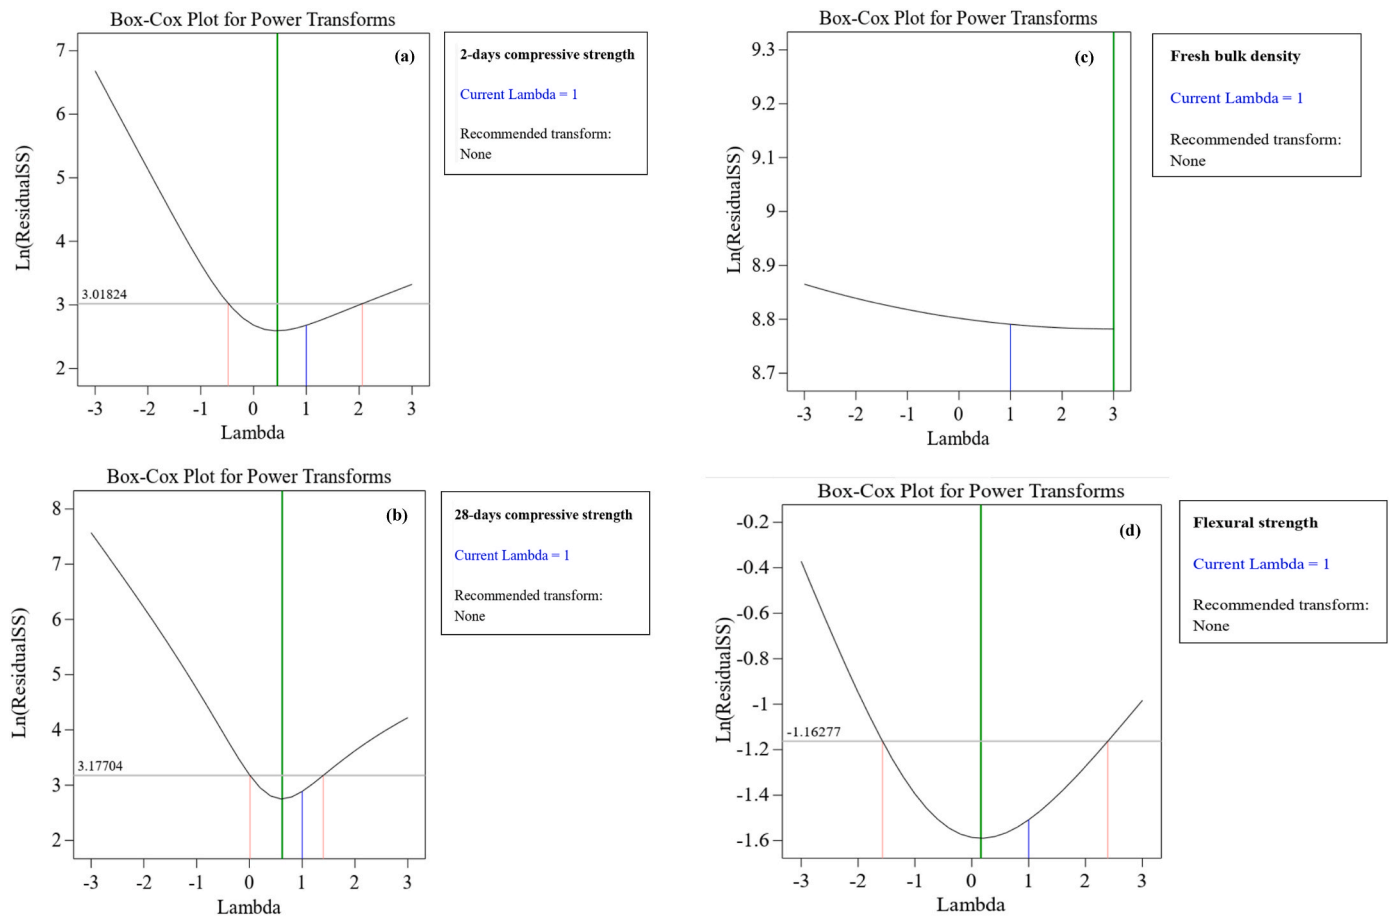 Box-Cox Plot for Power Transforms
(a)
7
6
5
4
3
2
3.01824
Ln(ResidualSS)
-3 -2 -1 0 1 2 3
Lambda
2-days compressive strength
Current Lambda = 1
Recommended transform:
None
Box-Cox Plot for Power Transforms
(c)
9.3
9.2
9.1
9
8.9
8.8
8.7
Ln(ResidualSS)
-3 -2 -1 0 1 2 3
Lambda
Fresh bulk density
Current Lambda = 1
Recommended transform:
None
Box-Cox Plot for Power Transforms
(b)
8
7
6
5
4
3
2
3.17704
Ln(ResidualSS)
-3 -2 -1 0 1 2 3
Lambda
28-days compressive strength
Current Lambda = 1
Recommended transform:
None
Box-Cox Plot for Power Transforms
(d)
-0.2
-0.4
-0.6
-0.8
-1
-1.2
-1.4
-1.6
-1.16277
Ln(ResidualSS)
-3 -2 -1 0 1 2 3
Lambda
Flexural strength
Current Lambda = 1
Recommended transform:
None